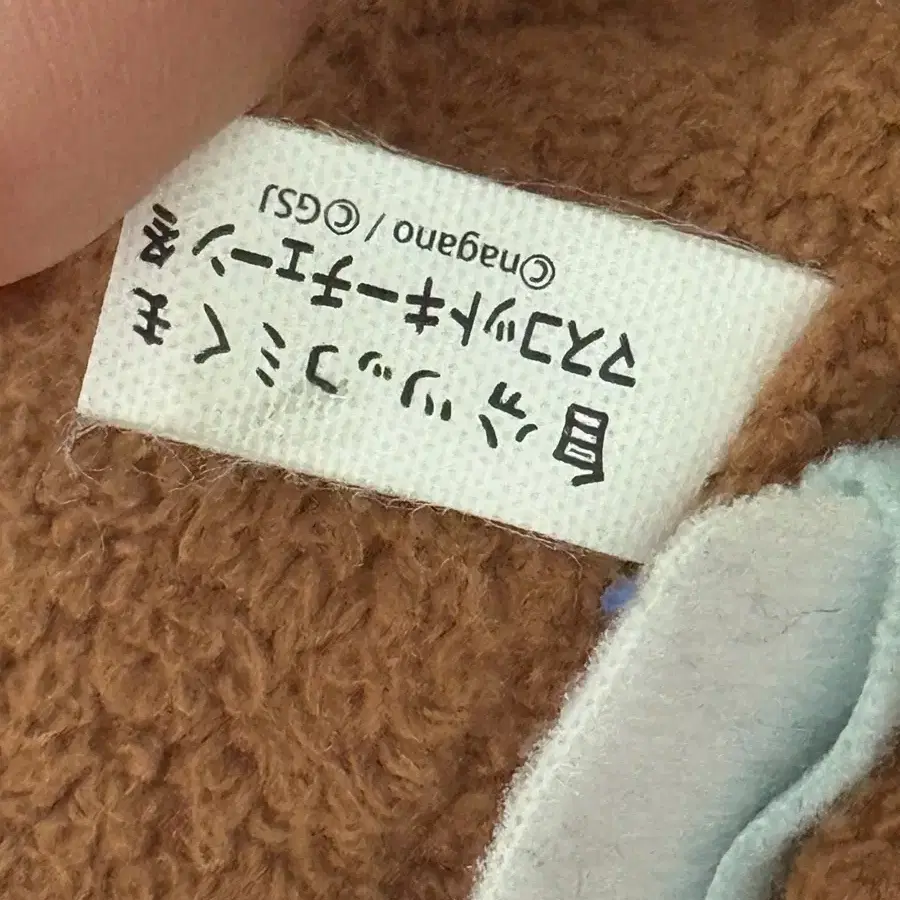 自分ツッコミくま
マスコットキーチェーン
©nagano / ©GSJ